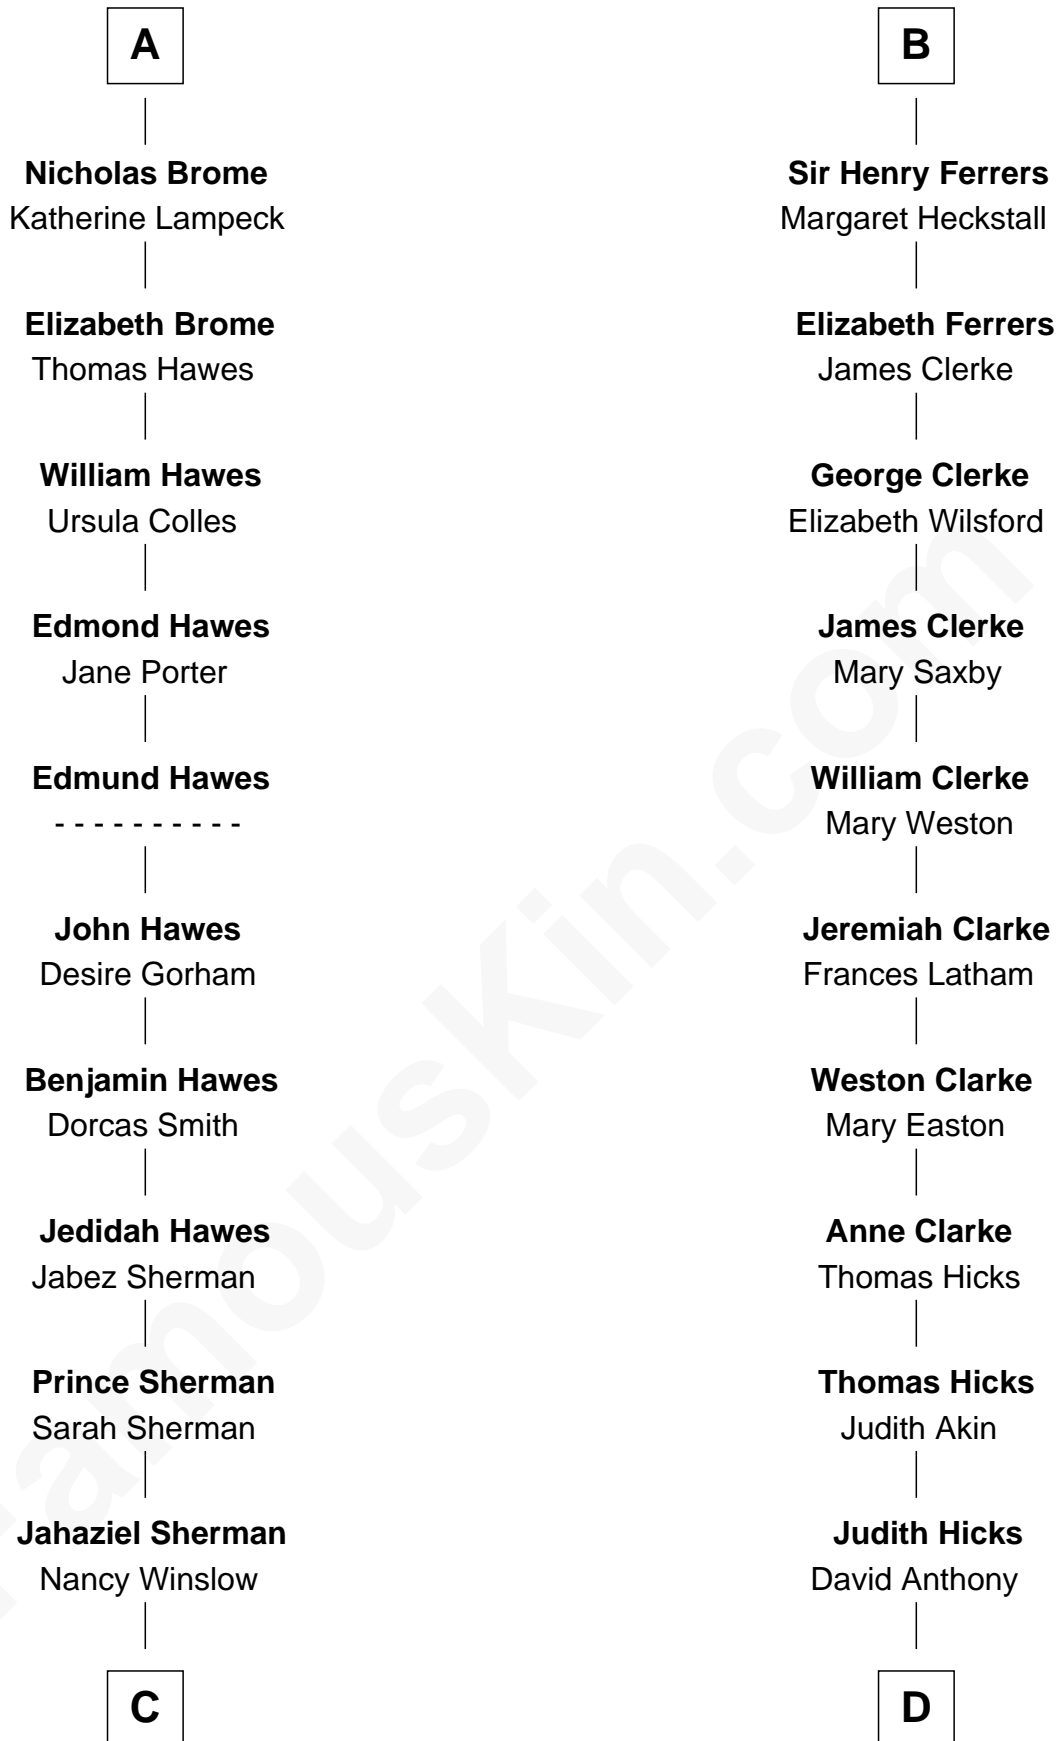 A
Nicholas Brome
Katherine Lampeck
Elizabeth Brome
Thomas Hawes
William Hawes
Ursula Colles
Edmond Hawes
Jane Porter
Edmund Hawes
- - - - - - - - - -
John Hawes
Desire Gorham
Benjamin Hawes
Dorcas Smith
Jedidah Hawes
Jabez Sherman
Prince Sherman
Sarah Sherman
Jahaziel Sherman
Nancy Winslow
C
B
Sir Henry Ferrers
Margaret Heckstall
Elizabeth Ferrers
James Clerke
George Clerke
Elizabeth Wilsford
James Clerke
Mary Saxby
William Clerke
Mary Weston
Jeremiah Clarke
Frances Latham
Weston Clarke
Mary Easton
Anne Clarke
Thomas Hicks
Thomas Hicks
Judith Akin
Judith Hicks
David Anthony
D
FamousKin.com